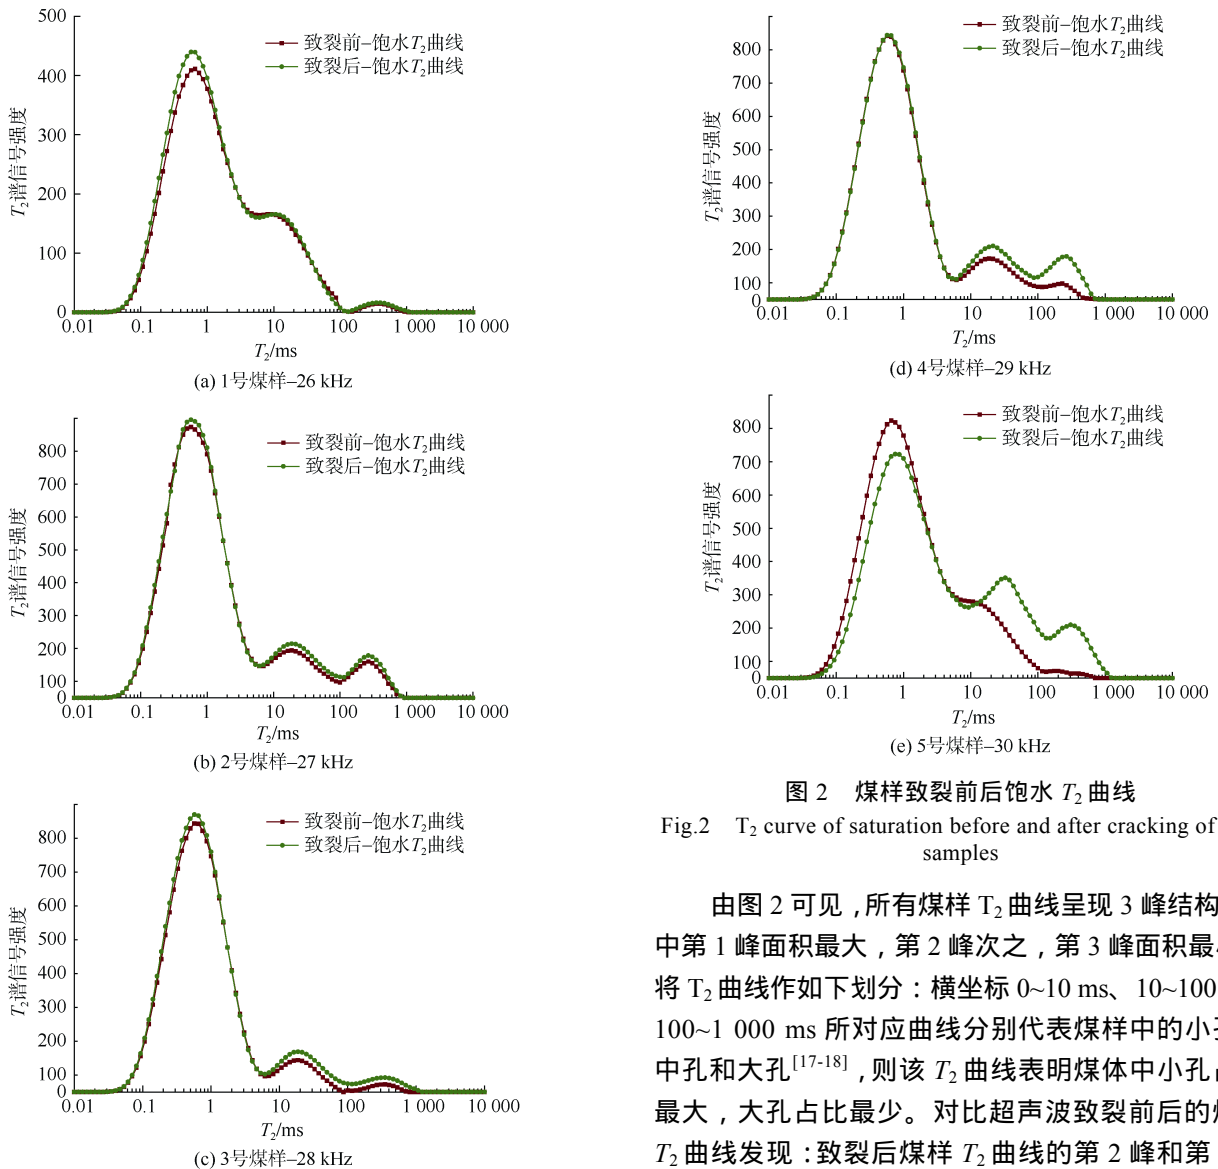 500
400
300
200
100
0
0.01 0.1 1 10 100 1 000 10 000
T₂谱信号强度
致裂前–饱水T₂曲线
致裂后–饱水T₂曲线
T₂/ms
(a) 1号煤样–26 kHz
800
700
600
500
400
300
200
100
0
0.01 0.1 1 10 100 1 000 10 000
T₂谱信号强度
致裂前–饱水T₂曲线
致裂后–饱水T₂曲线
T₂/ms
(b) 2号煤样–27 kHz
800
700
600
500
400
300
200
100
0
0.01 0.1 1 10 100 1 000 10 000
T₂谱信号强度
致裂前–饱水T₂曲线
致裂后–饱水T₂曲线
T₂/ms
(c) 3号煤样–28 kHz
800
700
600
500
400
300
200
100
0
0.01 0.1 1 10 100 1 000 10 000
T₂谱信号强度
致裂前–饱水T₂曲线
致裂后–饱水T₂曲线
T₂/ms
(d) 4号煤样–29 kHz
800
700
600
500
400
300
200
100
0
0.01 0.1 1 10 100 1 000 10 000
T₂谱信号强度
致裂前–饱水T₂曲线
致裂后–饱水T₂曲线
T₂/ms
(e) 5号煤样–30 kHz
图 2 煤样致裂前后饱水 T₂ 曲线
Fig.2 T₂ curve of saturation before and after cracking of
samples
由图 2 可见，所有煤样 T₂ 曲线呈现 3 峰结构
中第 1 峰面积最大，第 2 峰次之，第 3 峰面积最
将 T₂ 曲线作如下划分：横坐标 0~10 ms、10~100
100~1 000 ms 所对应曲线分别代表煤样中的小孔
中孔和大孔[17-18]，则该 T₂ 曲线表明煤体中小孔
最大，大孔占比最少。对比超声波致裂前后的
T₂ 曲线发现：致裂后煤样 T₂ 曲线的第 2 峰和第